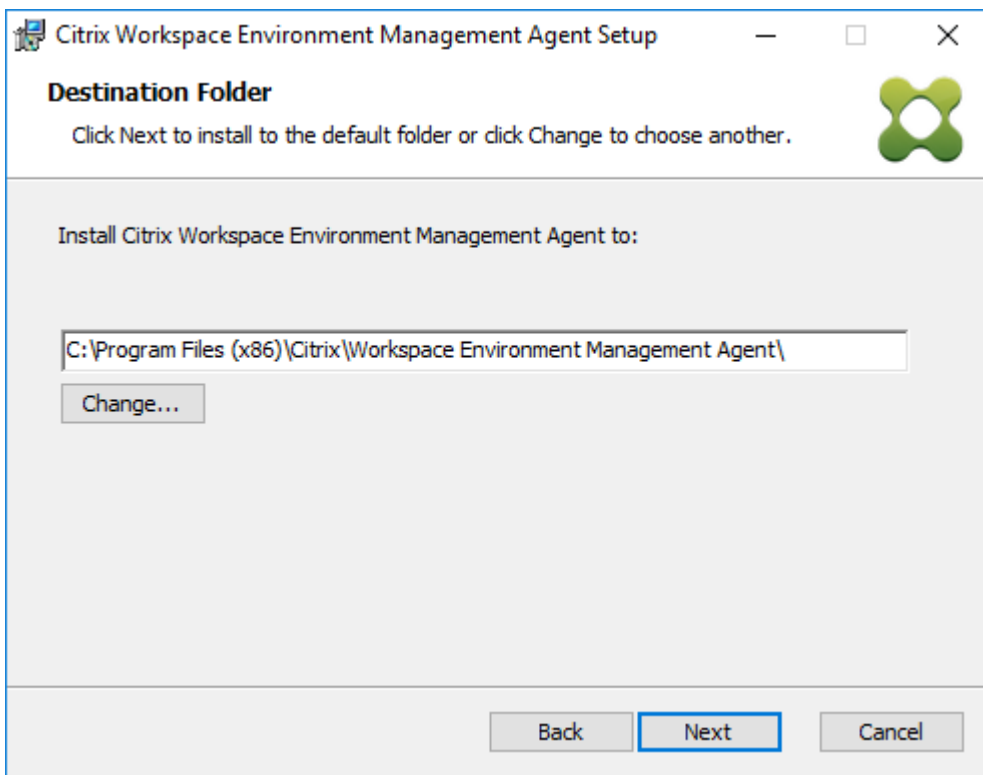 Citrix Workspace Environment Management Agent Setup
Destination Folder
Click Next to install to the default folder or click Change to choose another.
Install Citrix Workspace Environment Management Agent to:
C:\Program Files (x86)\Citrix\Workspace Environment Management Agent\
Change...
Back Next Cancel